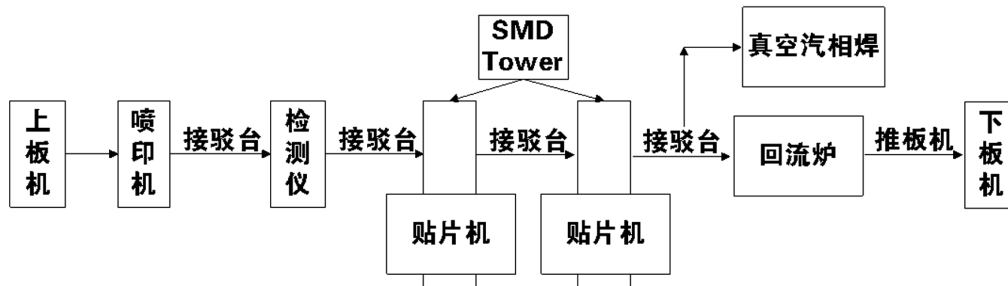 SMD
Tower
真空汽相焊
上板机
喷印机
接驳台
检测仪
接驳台
接驳台
接驳台
回流炉
推板机
下板机
贴片机
贴片机